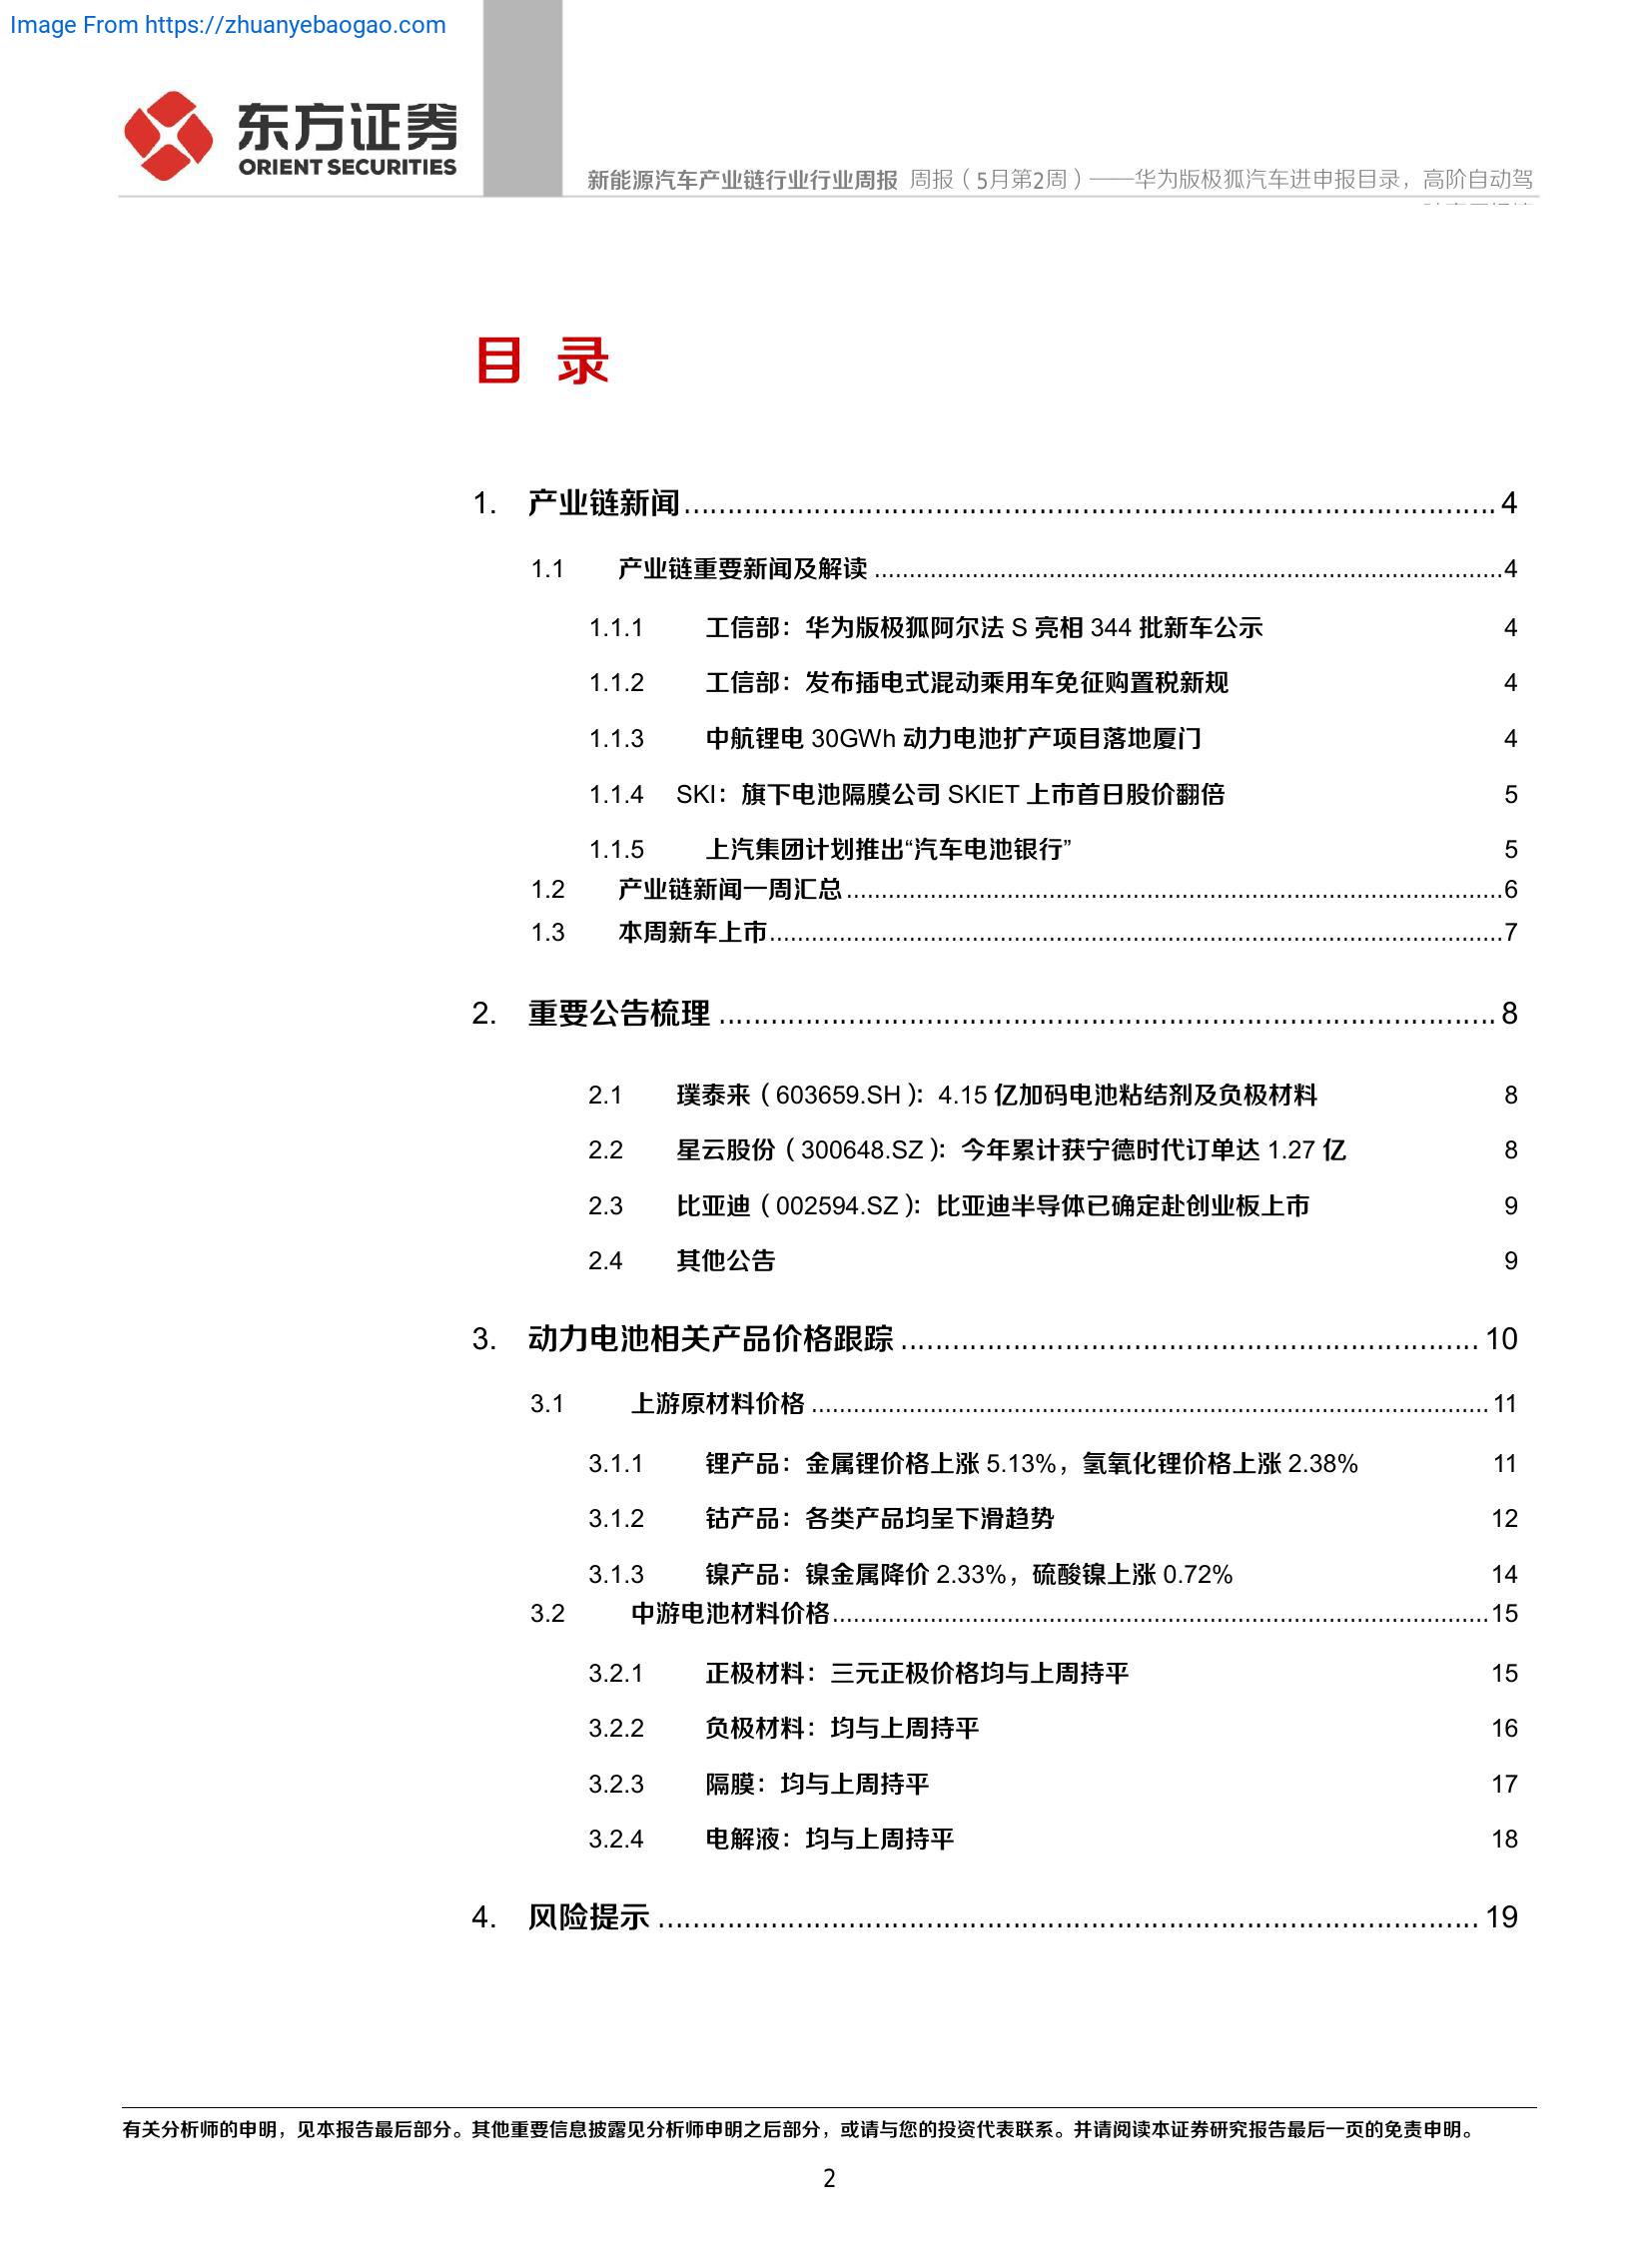 Image From https://zhuanyebaogao.com
东方证券
ORIENT SECURITIES
新能源汽车产业链行业行业周报 周报（5月第2周）——华为版极狐汽车进申报目录，高阶自动驾
目 录
1. 产业链新闻 4
1.1 产业链重要新闻及解读 4
1.1.1 工信部：华为版极狐阿尔法 S 亮相 344 批新车公示 4
1.1.2 工信部：发布插电式混动乘用车免征购置税新规 4
1.1.3 中航锂电 30GWh 动力电池扩产项目落地厦门 4
1.1.4 SKI：旗下电池隔膜公司 SKIET 上市首日股价翻倍 5
1.1.5 上汽集团计划推出“汽车电池银行” 5
1.2 产业链新闻一周汇总 6
1.3 本周新车上市 7
2. 重要公告梳理 8
2.1 璞泰来（603659.SH）：4.15 亿加码电池粘结剂及负极材料 8
2.2 星云股份（300648.SZ）：今年累计获宁德时代订单达 1.27 亿 8
2.3 比亚迪（002594.SZ）：比亚迪半导体已确定赴创业板上市 9
2.4 其他公告 9
3. 动力电池相关产品价格跟踪 10
3.1 上游原材料价格 11
3.1.1 锂产品：金属锂价格上涨 5.13%，氢氧化锂价格上涨 2.38% 11
3.1.2 钴产品：各类产品均呈下滑趋势 12
3.1.3 镍产品：镍金属降价 2.33%，硫酸镍上涨 0.72% 14
3.2 中游电池材料价格 15
3.2.1 正极材料：三元正极价格均与上周持平 15
3.2.2 负极材料：均与上周持平 16
3.2.3 隔膜：均与上周持平 17
3.2.4 电解液：均与上周持平 18
4. 风险提示 19
有关分析师的申明，见本报告最后部分。其他重要信息披露见分析师申明之后部分，或请与您的投资代表联系。并请阅读本证券研究报告最后一页的免责申明。
2